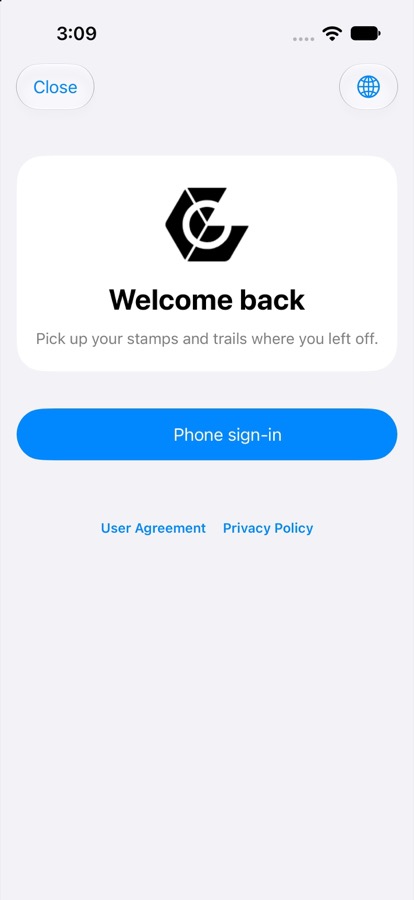 3:09
Close
Welcome back
Pick up your stamps and trails where you left off.
Phone sign-in
User Agreement Privacy Policy